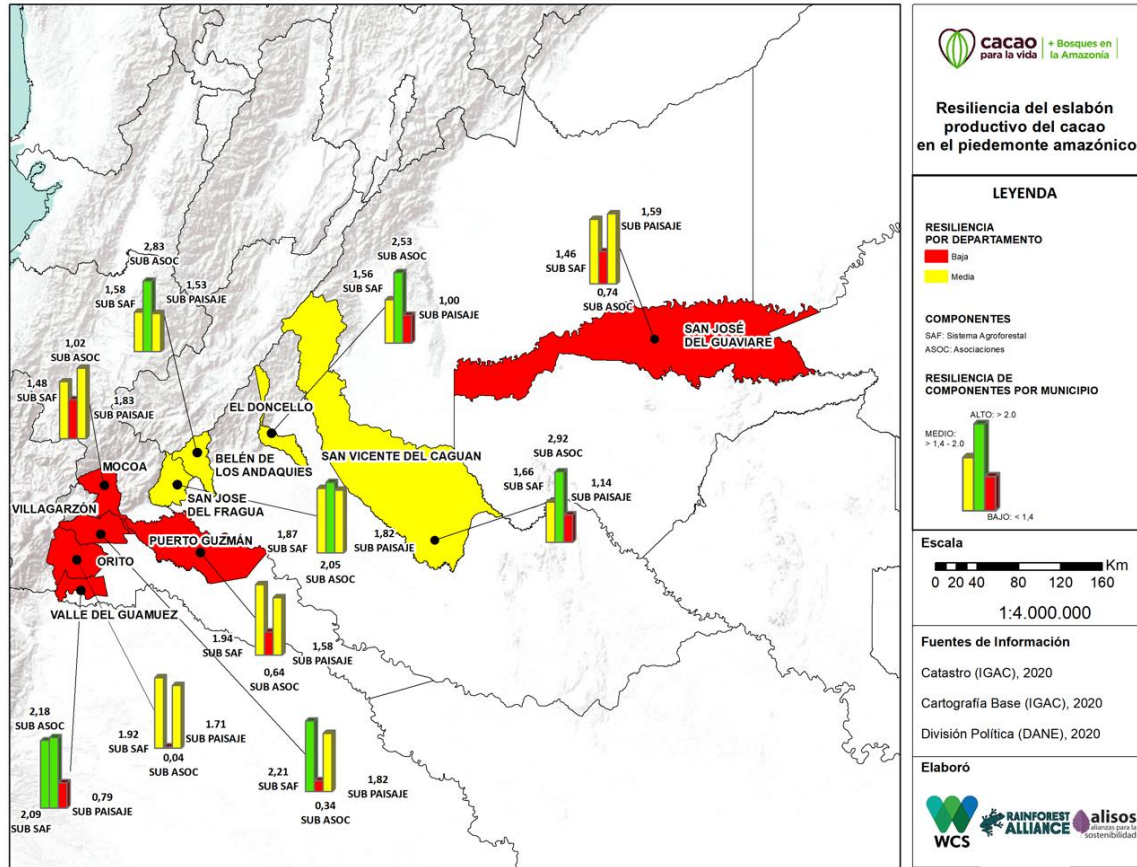 2,83
SUB ASOC
1,58
SUB SAF
1,53
SUB PAISAJE
2,53
SUB ASOC
1,56
SUB SAF
1,00
SUB PAISAJE
1,59
SUB PAISAJE
1,46
SUB SAF
0,74
SUB ASOC
SAN JOSÉ
DEL GUAVIARE
1,02
SUB ASOC
1,48
SUB SAF
1,83
SUB PAISAJE
MOCOA
EL DONCELLO
BELÉN DE
LOS ANDAQUIES
SAN VICENTE DEL CAGUAN
SAN JOSE
DEL FRAGUA
2,92
SUB ASOC
1,66
SUB SAF
1,14
SUB PAISAJE
VILLAGARZÓN
PUERTO GUZMÁN
ORITO
VALLE DEL GUAMUEZ
1,87
SUB SAF
1,82
SUB PAISAJE
2,05
SUB ASOC
1.94
SUB SAF
1,58
SUB PAISAJE
0,64
SUB ASOC
2,18
SUB ASOC
2,09
SUB SAF
0,79
SUB PAISAJE
1.92
SUB SAF
1.71
SUB PAISAJE
0,04
SUB ASOC
2,21
SUB SAF
1,82
SUB PAISAJE
0,34
SUB ASOC
cacao
para la vida
+ Bosques en
la Amazonía
Resiliencia del eslabón
productivo del cacao
en el piedemonte amazónico
LEYENDA
RESILIENCIA
POR DEPARTAMENTO
Baja
Media
COMPONENTES
SAF: Sistema Agroforestal
ASOC: Asociaciones
RESILIENCIA DE
COMPONENTES POR MUNICIPIO
ALTO: > 2.0
MEDIO:
> 1,4 - 2.0
BAJO: < 1,4
Escala
0 20 40 80 120 160 Km
1:4.000.000
Fuentes de Información
Catastro (IGAC), 2020
Cartografía Base (IGAC), 2020
División Política (DANE), 2020
Elaboró
WCS
RAINFOREST
ALLIANCE
alisos
alianzas para la
sostenibilidad